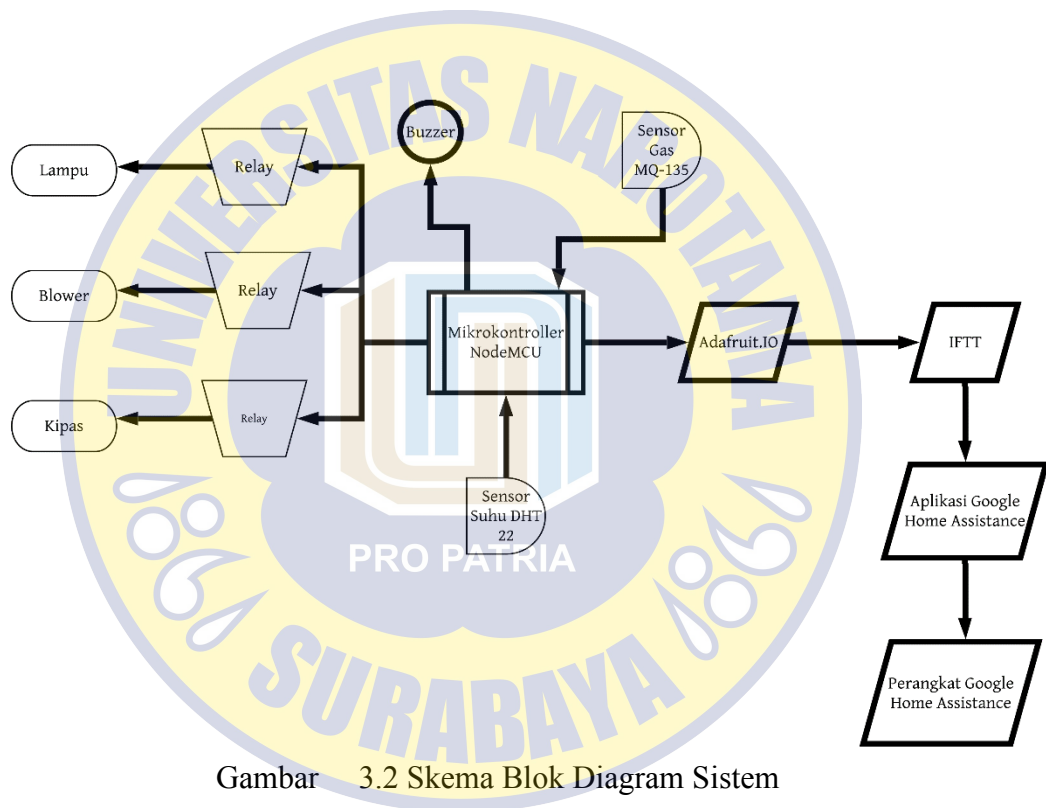 UNIVERSITAS NAROTAMA
Buzzer
Sensor
Gas
MQ-135
Lampu
Relay
Blower
Relay
Mikrokontroller
NodeMCU
Adafruit.IO
IFTT
Kipas
Relay
Sensor
Suhu DHT
22
Aplikasi Google
Home Assistance
PRO PATRIA
Perangkat Google
Home Assistance
SURABAYA
Gambar 3.2 Skema Blok Diagram Sistem